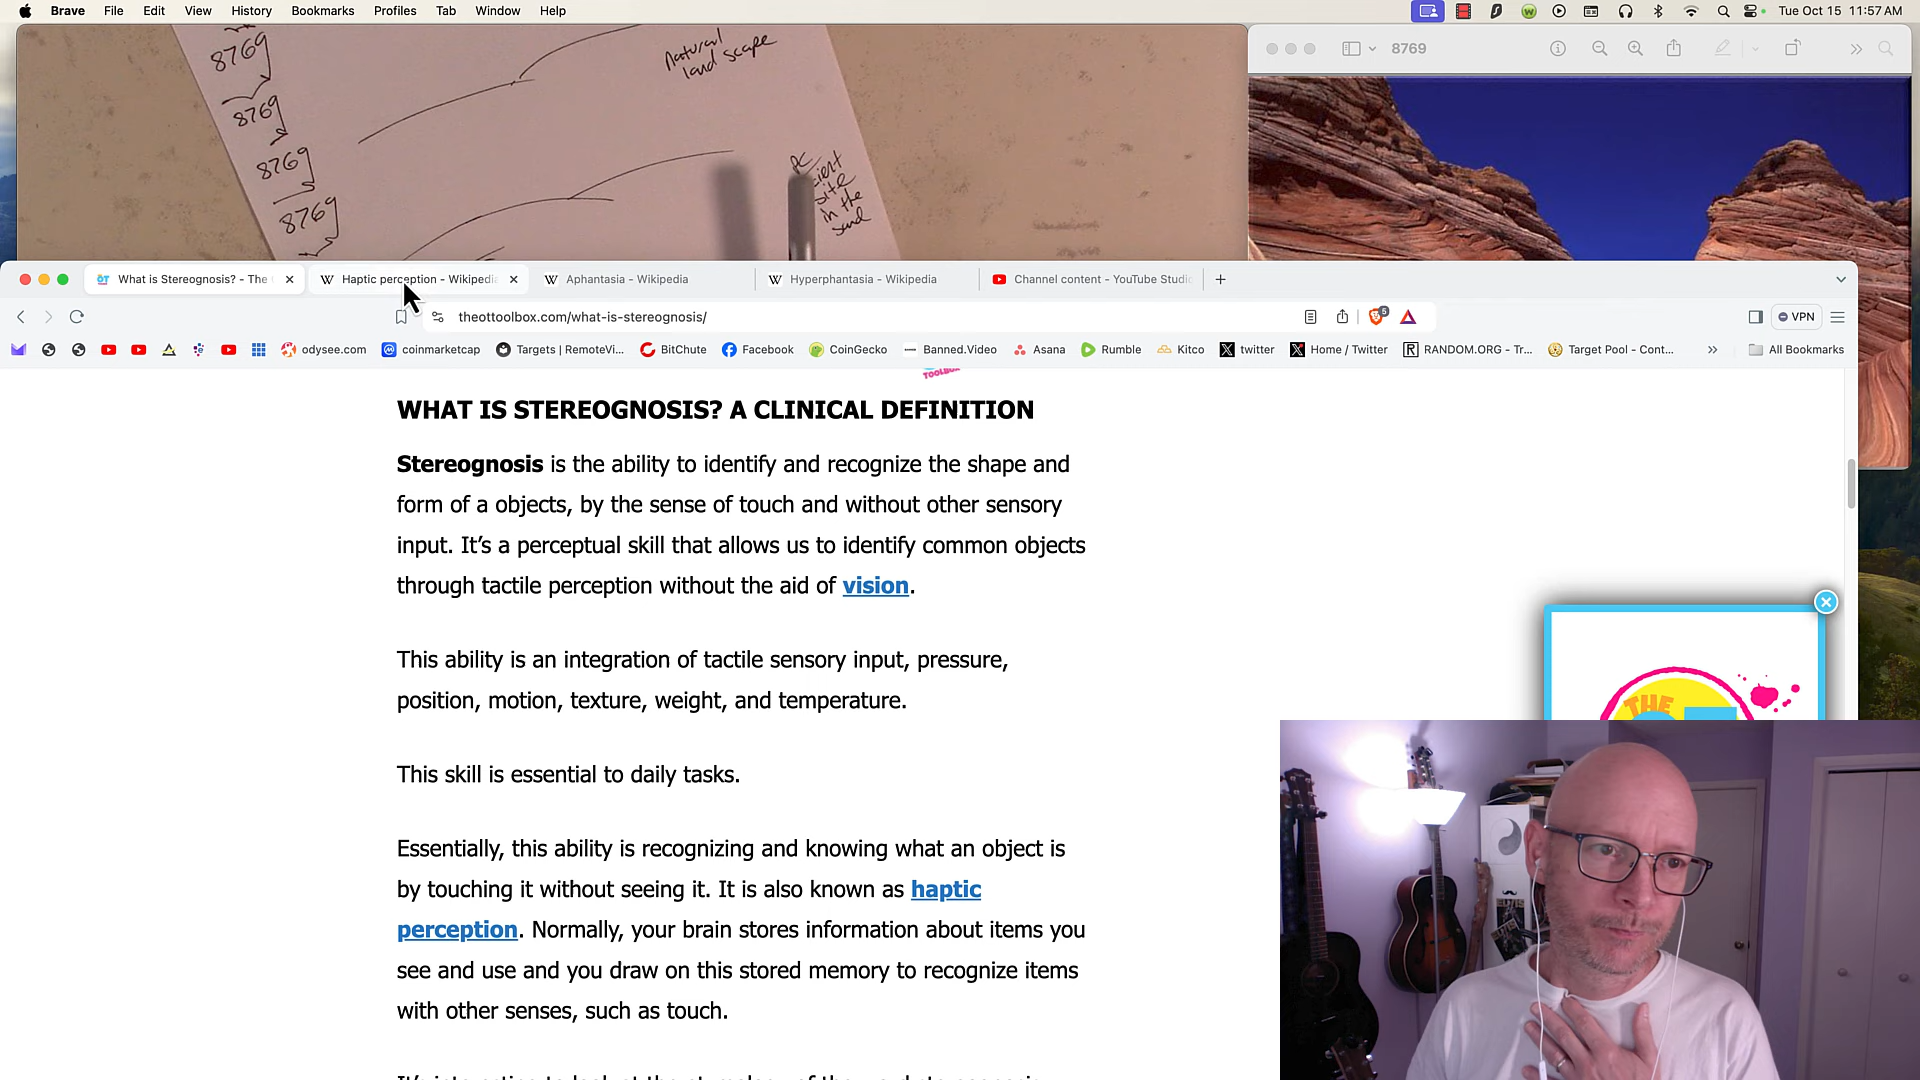 Brave File Edit View History Bookmarks Profiles Tab Window Help
Tue Oct 15 11:57 AM
8769
8769
8769
8769
natural
land scape
site
in the
sand
8769
What is Stereognosis? - The
Haptic perception - Wikipedia
Aphantasia - Wikipedia
Hyperphantasia - Wikipedia
Channel content - YouTube Studio
theottoolbox.com/what-is-stereognosis/
VPN
odysee.com
coinmarketcap
Targets | RemoteVi...
BitChute
Facebook
CoinGecko
Banned.Video
Asana
Rumble
Kitco
twitter
Home / Twitter
RANDOM.ORG - Tr...
Target Pool - Cont...
All Bookmarks
TOOLBOX
WHAT IS STEREOGNOSIS? A CLINICAL DEFINITION
Stereognosis is the ability to identify and recognize the shape and
form of a objects, by the sense of touch and without other sensory
input. It’s a perceptual skill that allows us to identify common objects
through tactile perception without the aid of vision.
This ability is an integration of tactile sensory input, pressure,
position, motion, texture, weight, and temperature.
This skill is essential to daily tasks.
Essentially, this ability is recognizing and knowing what an object is
by touching it without seeing it. It is also known as haptic
perception. Normally, your brain stores information about items you
see and use and you draw on this stored memory to recognize items
with other senses, such as touch.
THE